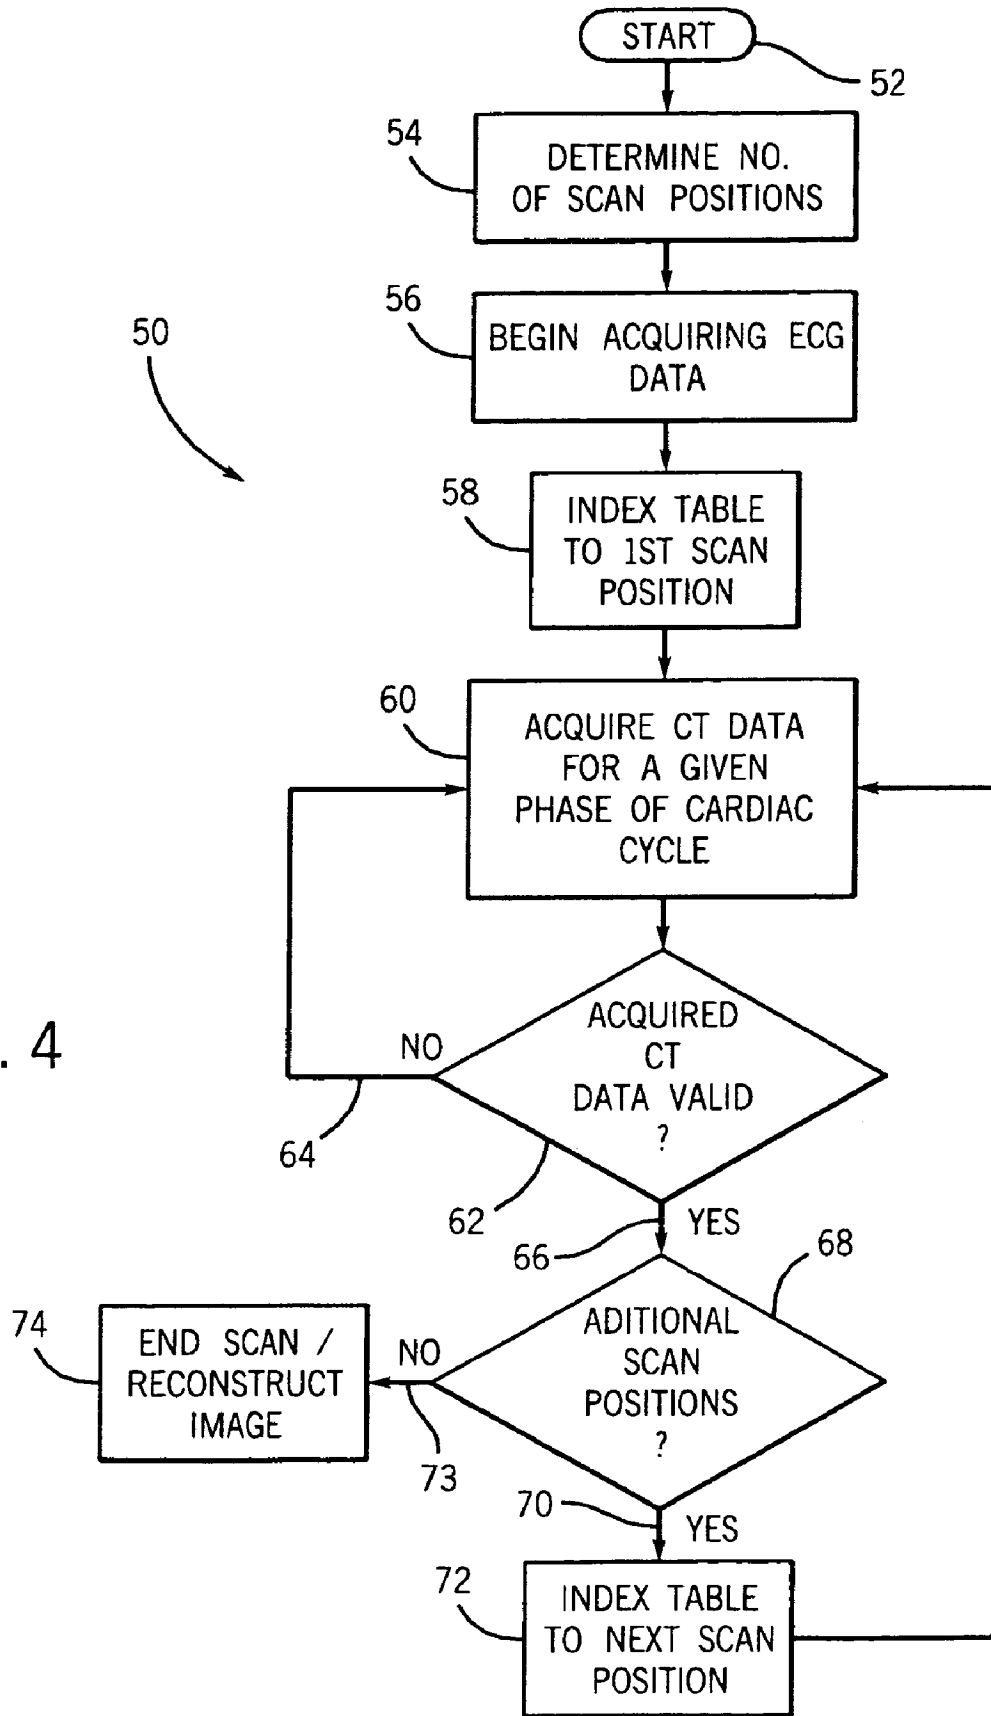 START
52
54
DETERMINE NO.
OF SCAN POSITIONS
56
BEGIN ACQUIRING ECG
DATA
50
58
INDEX TABLE
TO 1ST SCAN
POSITION
60
ACQUIRE CT DATA
FOR A GIVEN
PHASE OF CARDIAC
CYCLE
. 4
NO
ACQUIRED
CT
DATA VALID
?
64
62
66
YES
68
74
END SCAN /
RECONSTRUCT
IMAGE
NO
ADITIONAL
SCAN
POSITIONS
?
73
70
YES
72
INDEX TABLE
TO NEXT SCAN
POSITION